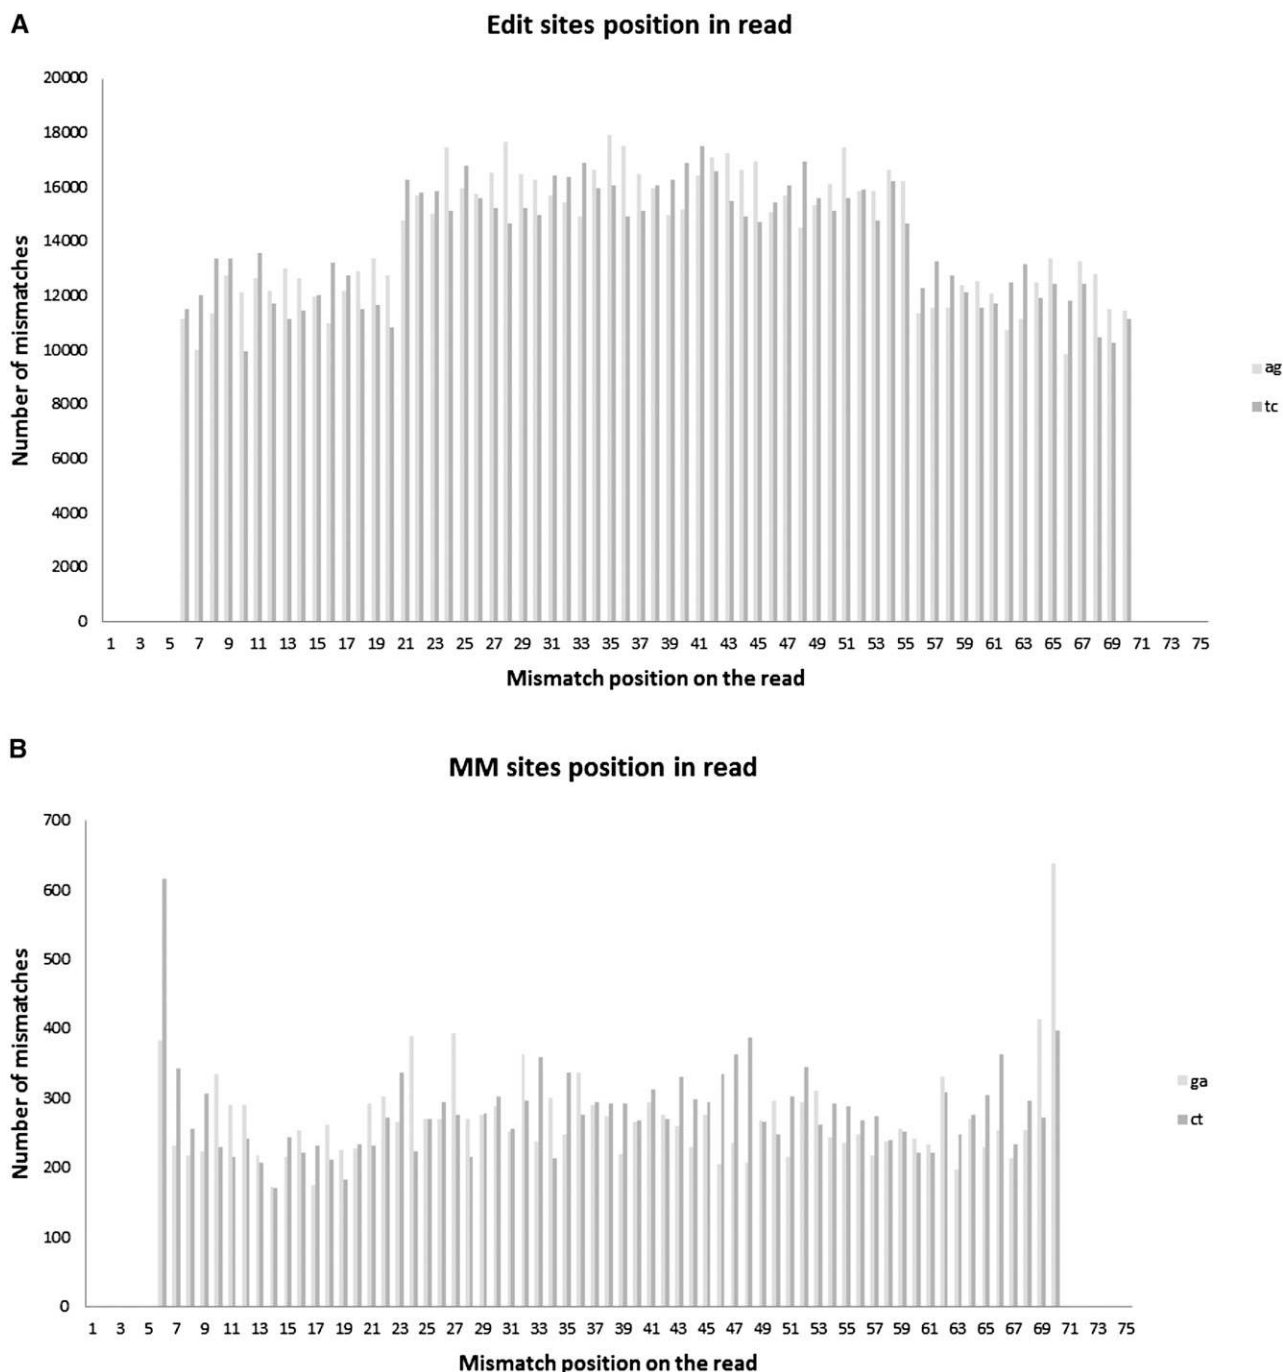 A
Edit sites position in read
20000
18000
16000
14000
12000
10000
8000
6000
4000
2000
0
Number of mismatches
1 3 5 7 9 11 13 15 17 19 21 23 25 27 29 31 33 35 37 39 41 43 45 47 49 51 53 55 57 59 61 63 65 67 69 71 73 75
Mismatch position on the read
ag
tc
B
MM sites position in read
700
600
500
400
300
200
100
0
Number of mismatches
1 3 5 7 9 11 13 15 17 19 21 23 25 27 29 31 33 35 37 39 41 43 45 47 49 51 53 55 57 59 61 63 65 67 69 71 73 75
Mismatch position on the read
ga
ct